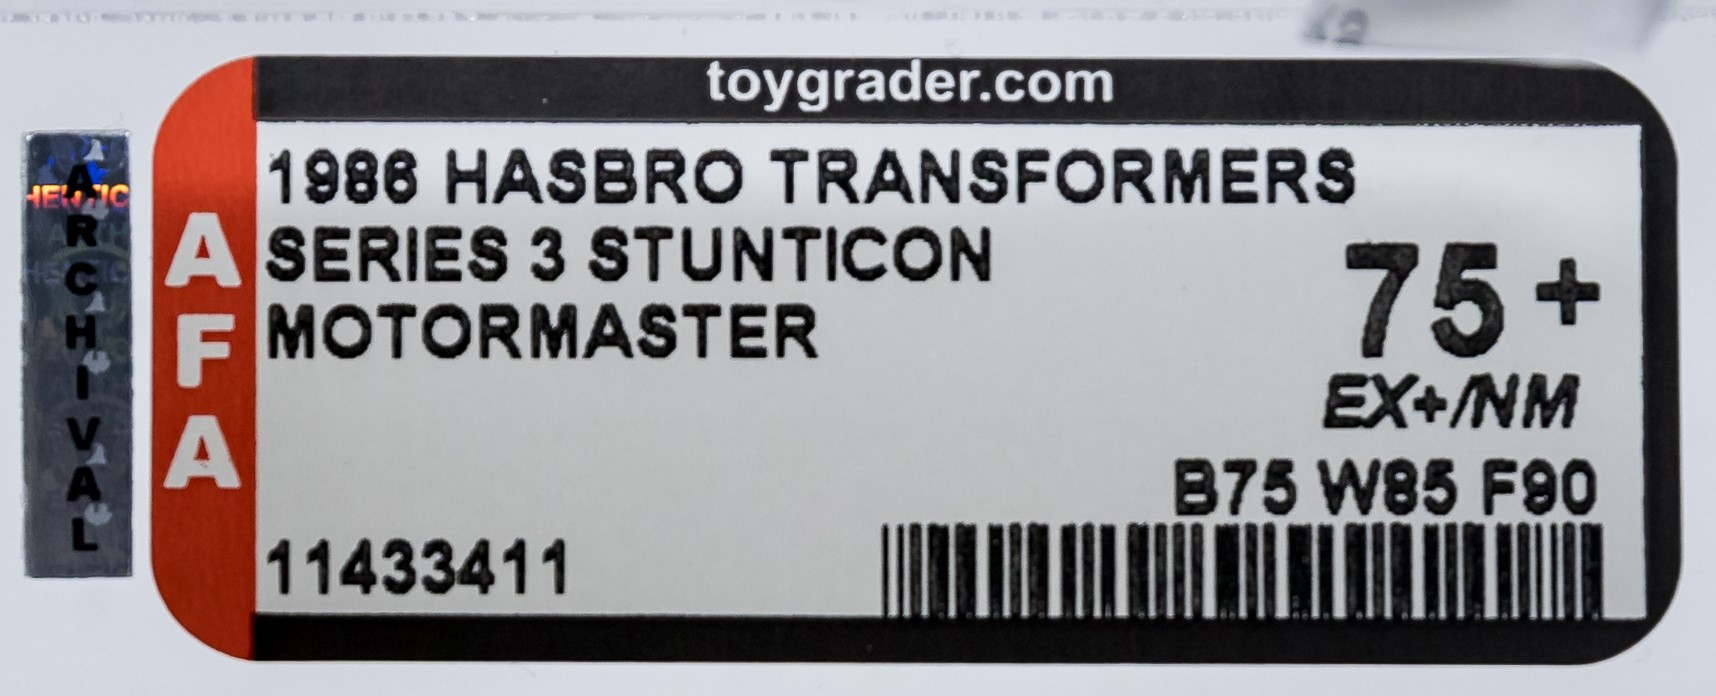 toygrader.com
1986 HASBRO TRANSFORMERS
SERIES 3 STUNTICON
MOTORMASTER
75+
EX+/NM
B75 W85 F90
11433411
AFA
ARCHIVAL